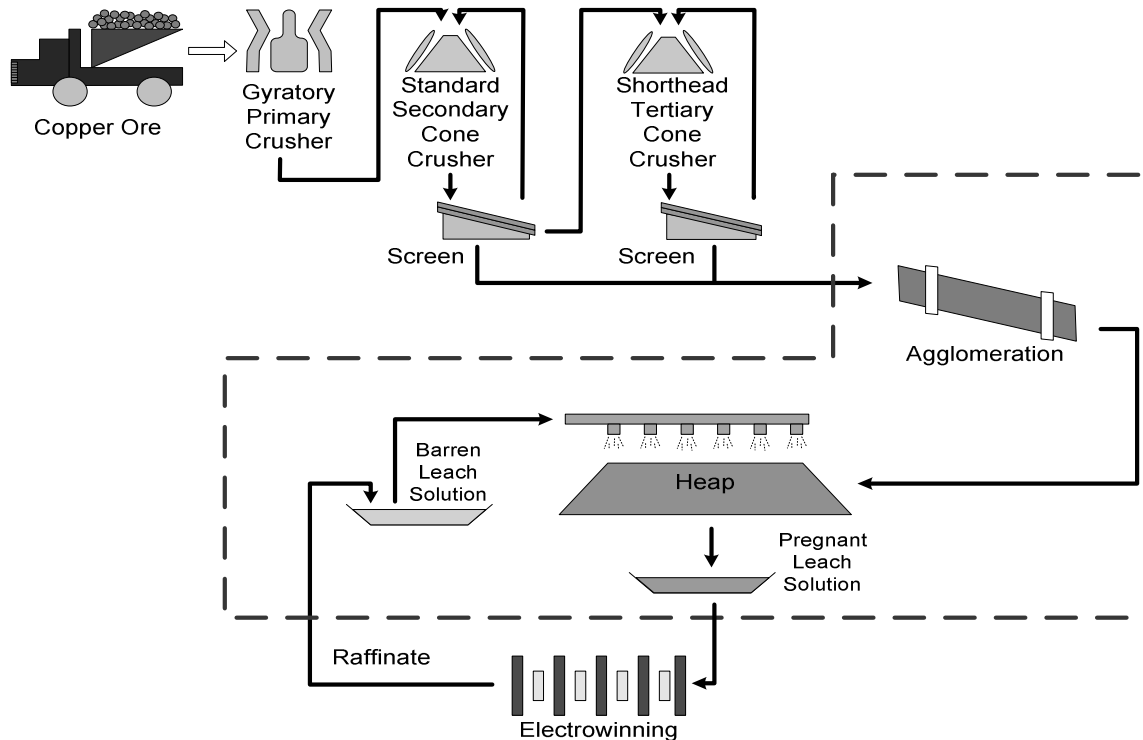 Copper Ore
Gyratory
Primary
Crusher
Standard
Secondary
Cone
Crusher
Shorthead
Tertiary
Cone
Crusher
Screen
Screen
Agglomeration
Barren
Leach
Solution
Heap
Pregnant
Leach
Solution
Raffinate
Electrowinning